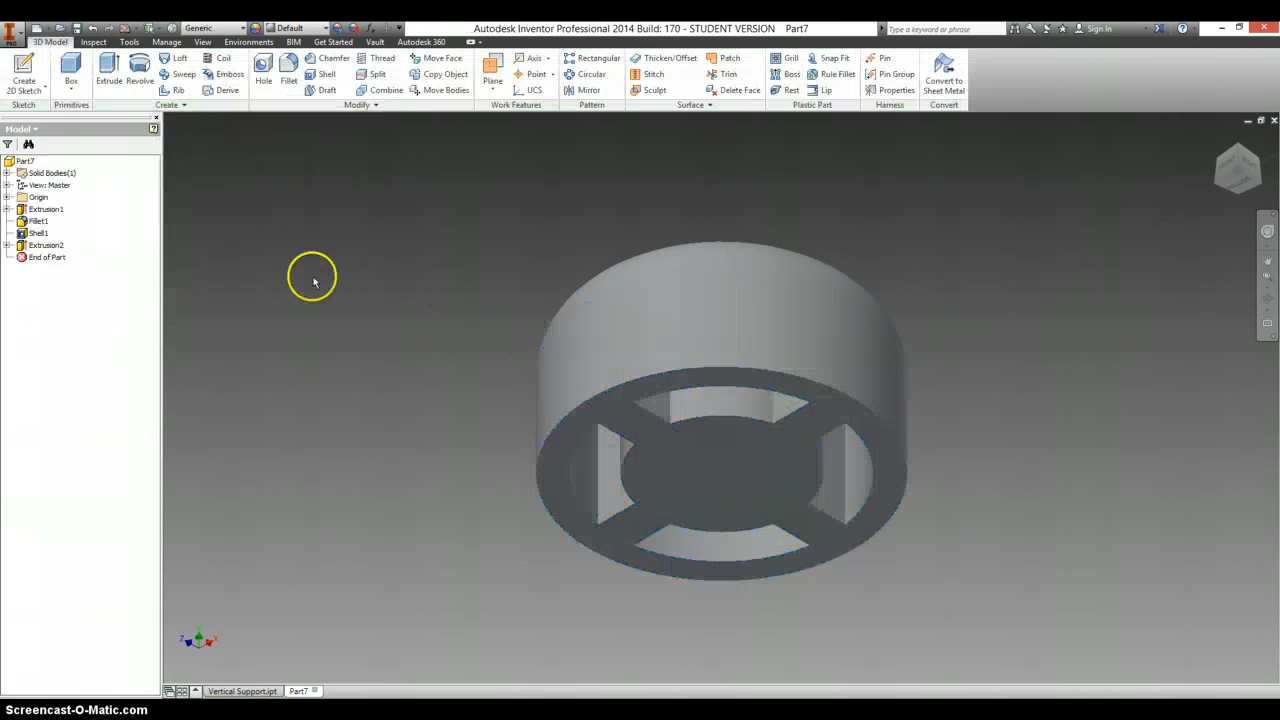 Generic
Default
Autodesk Inventor Professional 2014 Build: 170 - STUDENT VERSION Part7
Type a keyword or phrase
Sign In
PRO
3D Model Inspect Tools Manage View Environments BIM Get Started Vault Autodesk 360
Create
2D Sketch
Sketch
Box
Primitives
Extrude
Revolve
Loft
Sweep
Rib
Coil
Emboss
Derive
Create
Hole
Fillet
Chamfer
Shell
Draft
Thread
Split
Combine
Move Face
Copy Object
Move Bodies
Modify
Plane
Axis
Point
UCS
Work Features
Rectangular
Circular
Mirror
Pattern
Thicken/Offset
Stitch
Sculpt
Patch
Trim
Delete Face
Surface
Grill
Boss
Rest
Snap Fit
Rule Fillet
Lip
Plastic Part
Pin
Pin Group
Properties
Harness
Convert to
Sheet Metal
Convert
Model
Part7
Solid Bodies(1)
View: Master
Origin
Extrusion1
Fillet1
Shell1
Extrusion2
End of Part
Y
Z
X
Vertical Support.ipt
Part7
Screencast-O-Matic.com